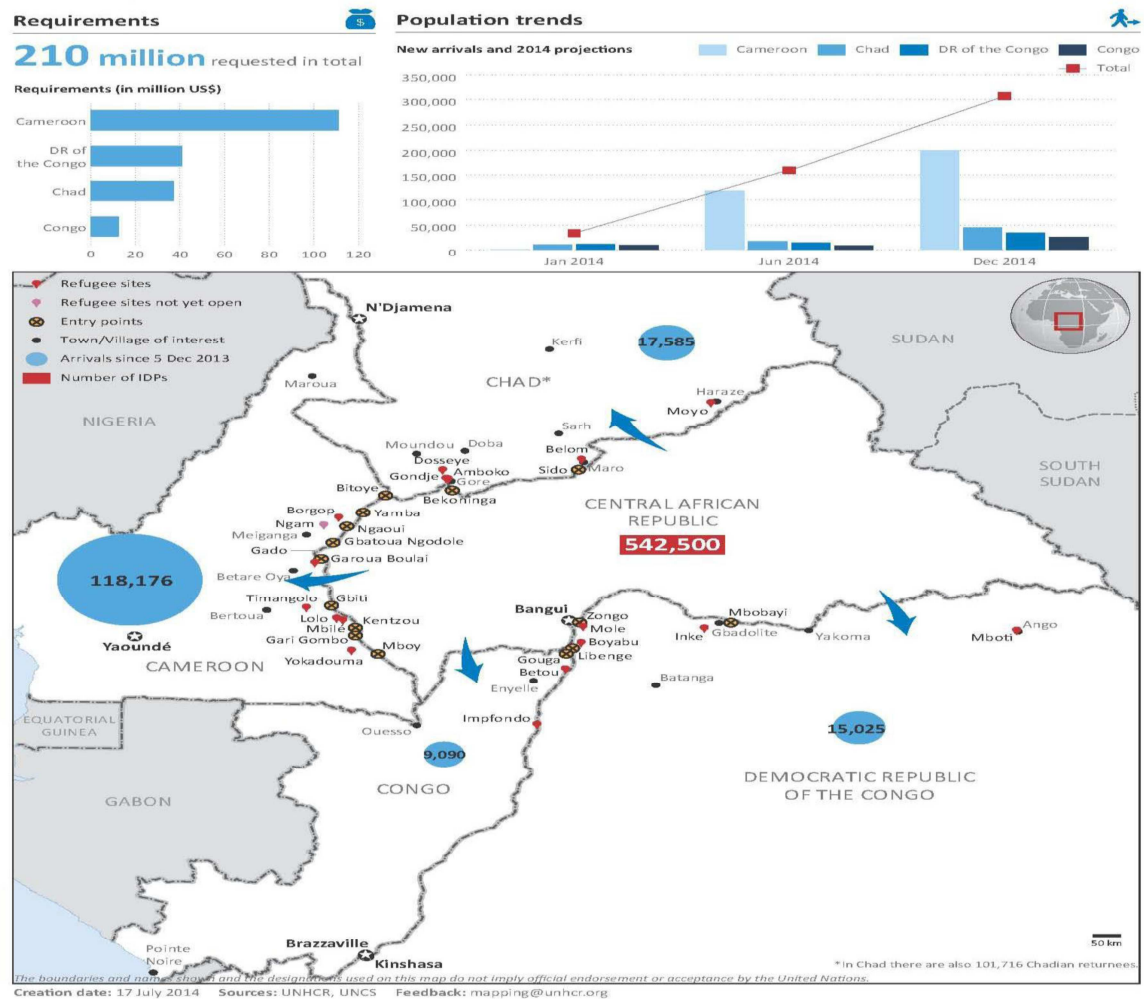 Requirements
$
210 million requested in total
Requirements (in million US$)
Cameroon
DR of
the Congo
Chad
Congo
0 20 40 60 80 100 120
Population trends
New arrivals and 2014 projections
Cameroon Chad DR of the Congo Congo
Total
350,000
300,000
250,000
200,000
150,000
100,000
50,000
0
Jan 2014 Jun 2014 Dec 2014
Refugee sites
Refugee sites not yet open
Entry points
Town/Village of interest
Arrivals since 5 Dec 2013
Number of IDPs
N'Djamena
Kerfi
17,585
SUDAN
Maroua
CHAD*
Haraze
Moyo
NIGERIA
Sarh
Moundou
Doba
Dosseye
Belom
Gondje
Amboko
Gore
Sido
Maro
SOUTH
SUDAN
Bitoye
Bekoninga
CENTRAL AFRICAN
REPUBLIC
542,500
Borgop
Yamba
Ngam
Ngaoui
Meiganga
Gbatoua Ngodole
Gado
Garoua Boulai
118,176
Betare Oya
Timangolo
Gbiti
Bertoua
Lolo
Kentzou
Mbile
Gari Gombo
Mboy
Yokadouma
Yaoundé
CAMEROON
Bangui
Zongo
Mole
Mbobayi
Inke
Gbadolite
Yakoma
Ango
Mboti
Boyabu
Gouga
Libenge
Betou
Enyelle
Batanga
EQUATORIAL
GUINEA
Ouesso
Impfondo
9,090
15,025
CONGO
DEMOCRATIC REPUBLIC
OF THE CONGO
GABON
Pointe
Noire
Brazzaville
Kinshasa
50 km
*In Chad there are also 101,716 Chadian returnees.
The boundaries and names shown and the designations used on this map do not imply official endorsement or acceptance by the United Nations.
Creation date: 17 July 2014 Sources: UNHCR, UNCS Feedback: mapping@unhcr.org